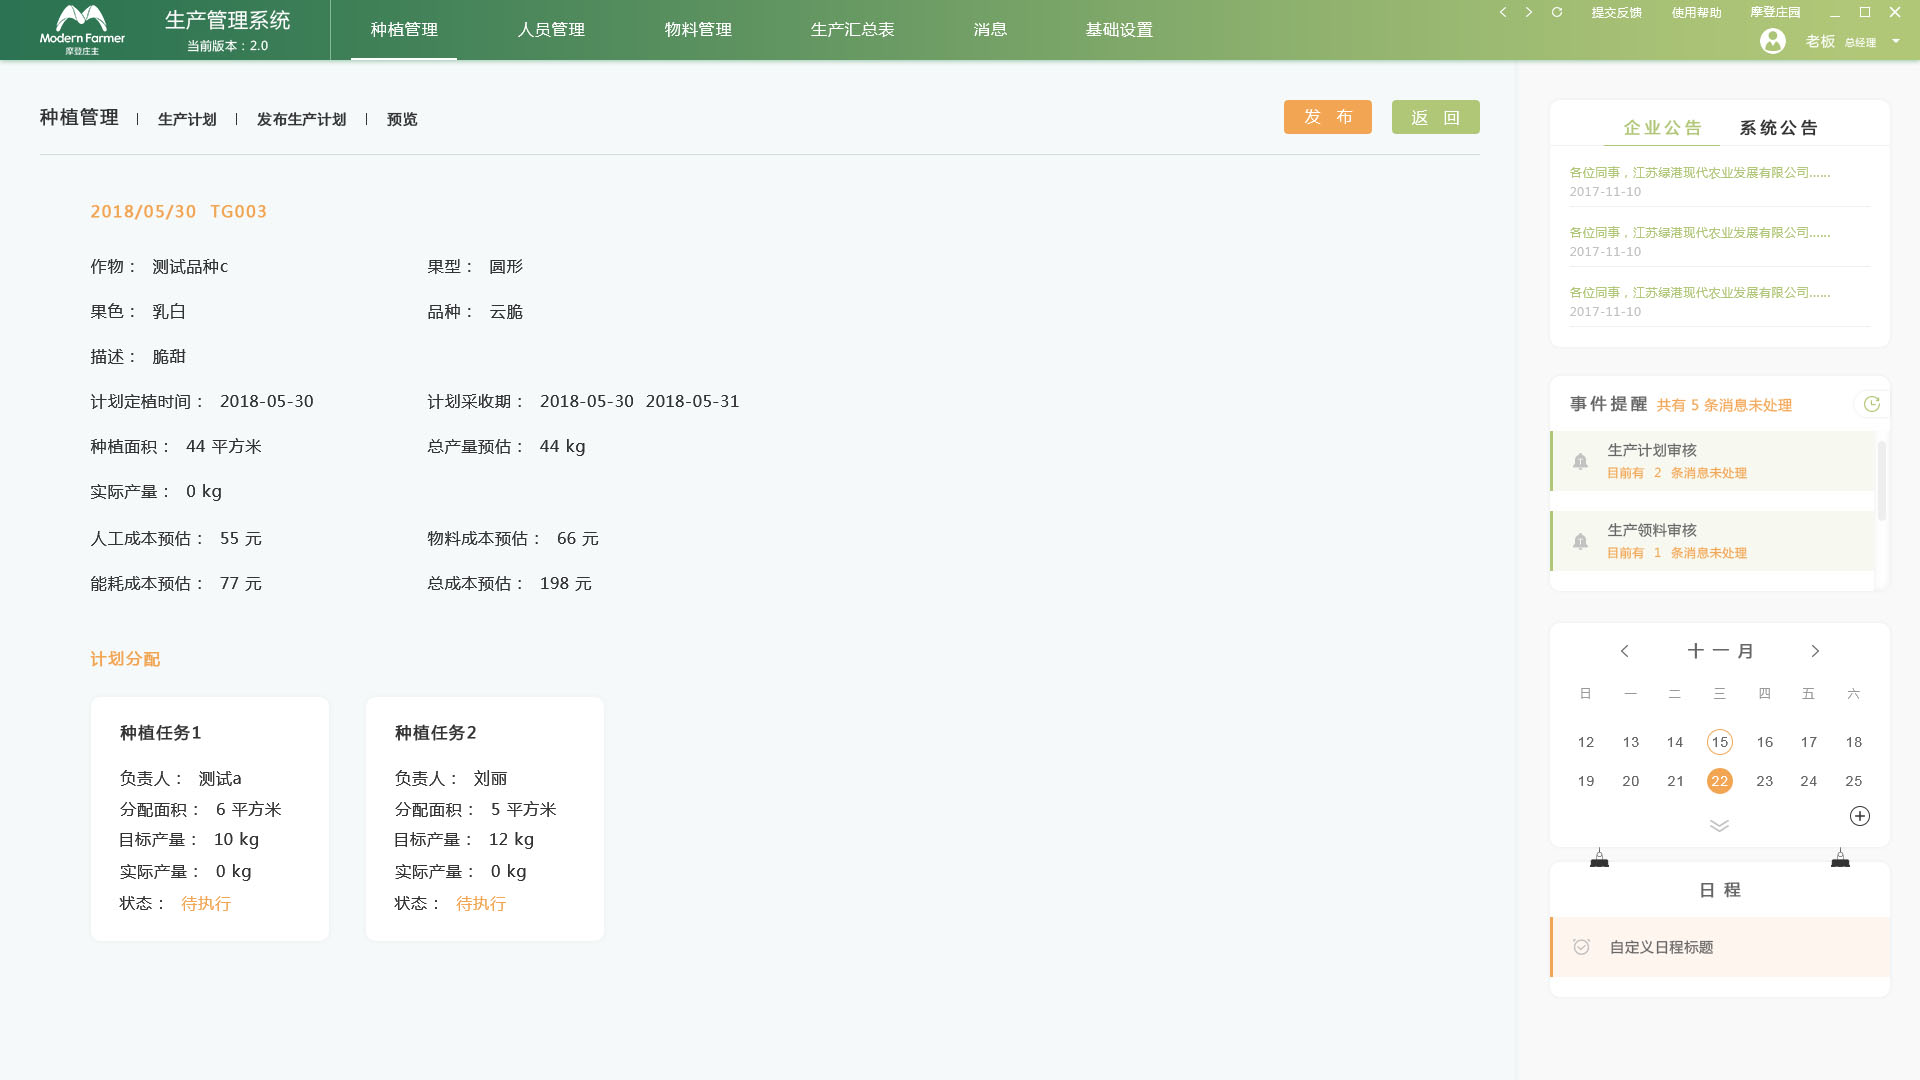 Modern Farmer
摩登庄主
生产管理系统
当前版本：2.0
种植管理
人员管理
物料管理
生产汇总表
消息
基础设置
提交反馈
使用帮助
摩登庄园
老板 总经理
种植管理 | 生产计划 | 发布生产计划 | 预览
发 布
返 回
2018/05/30 TG003
作物： 测试品种c
果型： 圆形
果色： 乳白
品种： 云脆
描述： 脆甜
计划定植时间： 2018-05-30
计划采收期： 2018-05-30 2018-05-31
种植面积： 44 平方米
总产量预估： 44 kg
实际产量： 0 kg
人工成本预估： 55 元
物料成本预估： 66 元
能耗成本预估： 77 元
总成本预估： 198 元
计划分配
种植任务1
负责人： 测试a
分配面积： 6 平方米
目标产量： 10 kg
实际产量： 0 kg
状态： 待执行
种植任务2
负责人： 刘丽
分配面积： 5 平方米
目标产量： 12 kg
实际产量： 0 kg
状态： 待执行
企业公告 系统公告
各位同事，江苏绿港现代农业发展有限公司......
2017-11-10
各位同事，江苏绿港现代农业发展有限公司......
2017-11-10
各位同事，江苏绿港现代农业发展有限公司......
2017-11-10
事件提醒 共有 5 条消息未处理
生产计划审核
目前有 2 条消息未处理
生产领料审核
目前有 1 条消息未处理
十一月
日 一 二 三 四 五 六
12 13 14 15 16 17 18
19 20 21 22 23 24 25
日 程
自定义日程标题